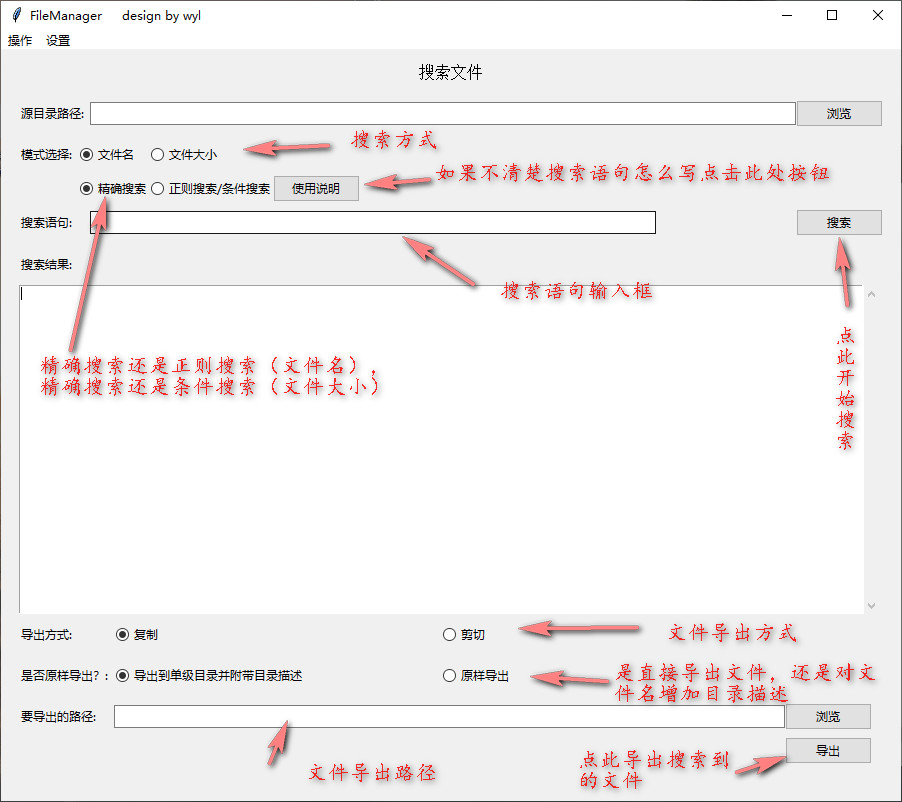 FileManager design by wyl
操作 设置
搜索文件
源目录路径: 浏览
搜索方式
模式选择: 文件名 文件大小
如果不清楚搜索语句怎么写点击此处按钮
精确搜索 正则搜索/条件搜索 使用说明
搜索语句: 搜索
搜索结果:
搜索语句输入框
点此开始搜索
精确搜索还是正则搜索（文件名），
精确搜索还是条件搜索（文件大小）
导出方式: 复制 剪切
文件导出方式
是否原样导出？: 导出到单级目录并附带目录描述 原样导出
是直接导出文件，还是对文
件名增加目录描述
要导出的路径: 浏览
导出
点此导出搜索到
的文件
文件导出路径